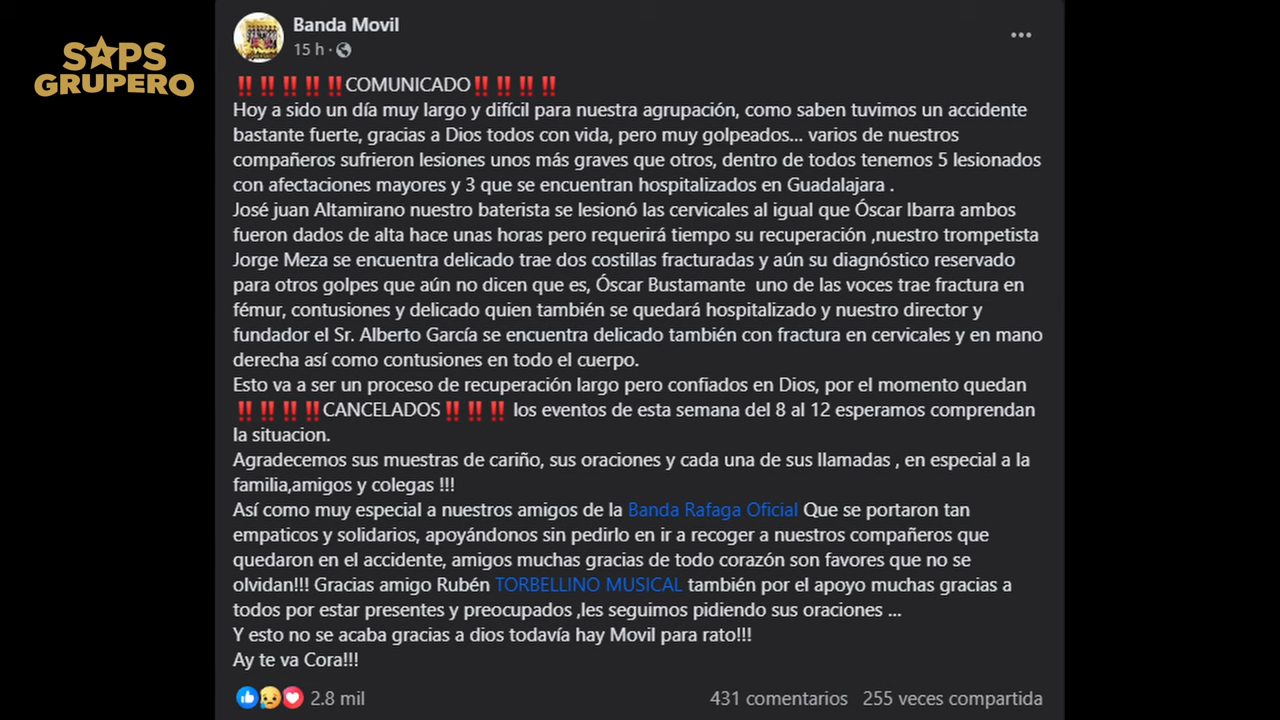 SAPS
GRUPERO
Banda Movil
15 h ·
‼️‼️‼️‼️‼️COMUNICADO‼️‼️‼️‼️
Hoy a sido un día muy largo y difícil para nuestra agrupación, como saben tuvimos un accidente
bastante fuerte, gracias a Dios todos con vida, pero muy golpeados... varios de nuestros
compañeros sufrieron lesiones unos más graves que otros, dentro de todos tenemos 5 lesionados
con afectaciones mayores y 3 que se encuentran hospitalizados en Guadalajara .
José juan Altamirano nuestro baterista se lesionó las cervicales al igual que Óscar Ibarra ambos
fueron dados de alta hace unas horas pero requerirá tiempo su recuperación ,nuestro trompetista
Jorge Meza se encuentra delicado trae dos costillas fracturadas y aún su diagnóstico reservado
para otros golpes que aún no dicen que es, Óscar Bustamante  uno de las voces trae fractura en
fémur, contusiones y delicado quien también se quedará hospitalizado y nuestro director y
fundador el Sr. Alberto García se encuentra delicado también con fractura en cervicales y en mano
derecha así como contusiones en todo el cuerpo.
Esto va a ser un proceso de recuperación largo pero confiados en Dios, por el momento quedan
‼️‼️‼️‼️CANCELADOS‼️‼️‼️ los eventos de esta semana del 8 al 12 esperamos comprendan
la situacion.
Agradecemos sus muestras de cariño, sus oraciones y cada una de sus llamadas , en especial a la
familia,amigos y colegas !!!
Así como muy especial a nuestros amigos de la Banda Rafaga Oficial Que se portaron tan
empaticos y solidarios, apoyándonos sin pedirlo en ir a recoger a nuestros compañeros que
quedaron en el accidente, amigos muchas gracias de todo corazón son favores que no se
olvidan!!! Gracias amigo Rubén TORBELLINO MUSICAL también por el apoyo muchas gracias a
todos por estar presentes y preocupados ,les seguimos pidiendo sus oraciones ...
Y esto no se acaba gracias a dios todavía hay Movil para rato!!!
Ay te va Cora!!!
2.8 mil
431 comentarios 255 veces compartida